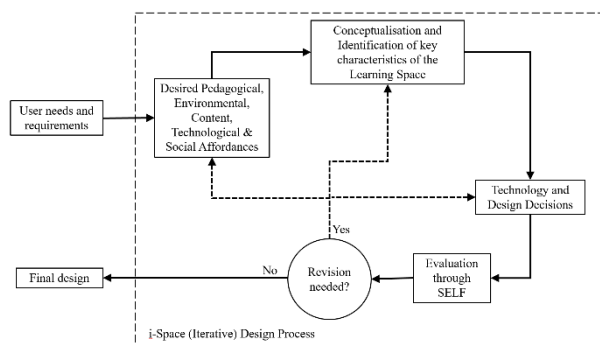 Conceptualisation and
Identification of key
characteristics of the
Learning Space
Desired Pedagogical,
Environmental,
Content,
Technological &
Social Affordances
User needs and
requirements
Technology and
Design Decisions
Yes
Evaluation
through
SELF
Revision
needed?
No
Final design
i-Space (Iterative) Design Process